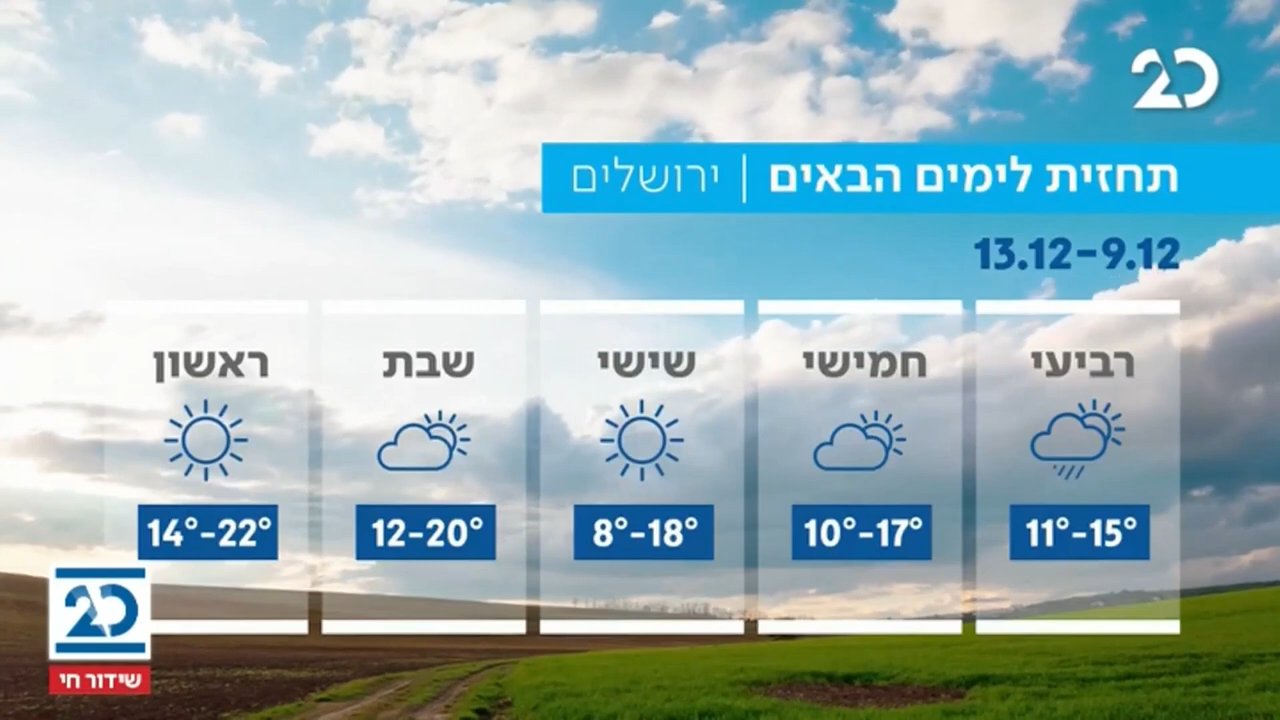 20
תחזית לימים הבאים | ירושלים
13.12-9.12
רביעי
11°-15°
חמישי
10°-17°
שישי
8°-18°
שבת
12-20°
ראשון
14°-22°
20
שידור חי